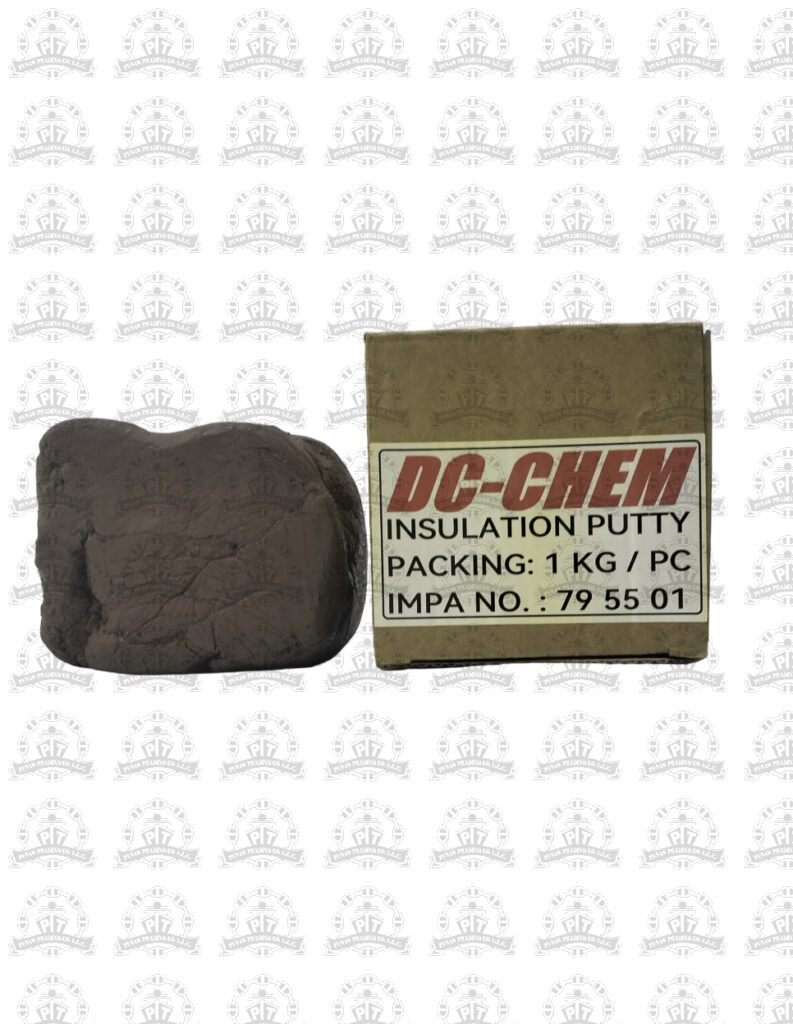 DC-CHEM
INSULATION PUTTY
PACKING: 1 KG / PC
IMPA NO. : 79 55 01